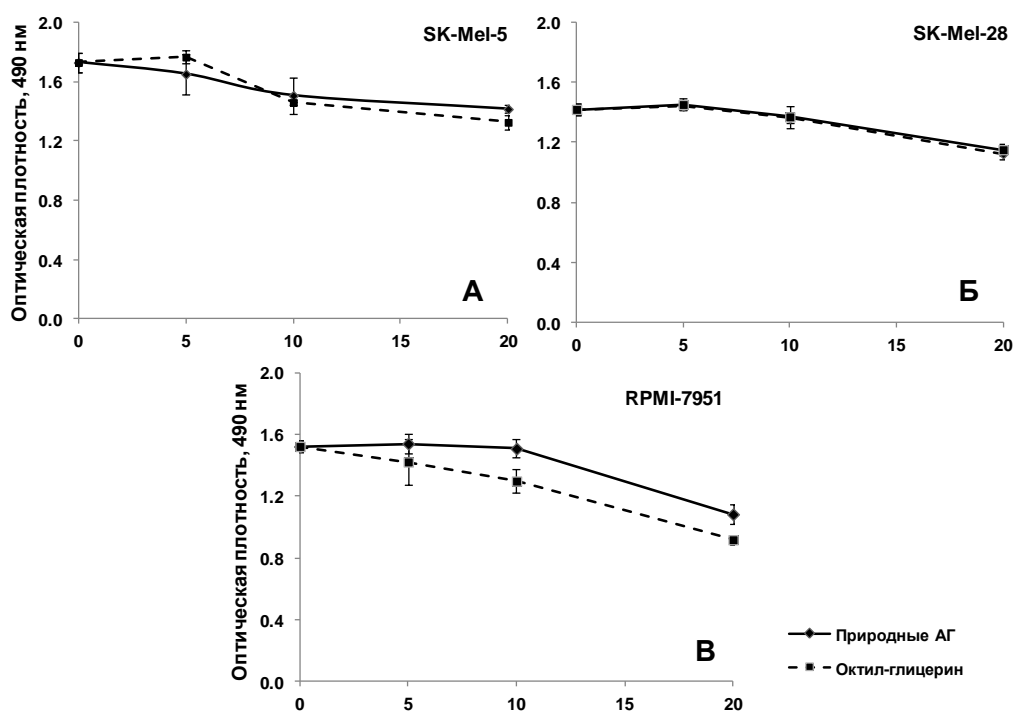 SK-Mel-5
Оптическая плотность, 490 нм
2.0
1.6
1.2
0.8
0.4
0.0
0 5 10 15 20
А
SK-Mel-28
2.0
1.6
1.2
0.8
0.4
0.0
0 5 10 15 20
Б
RPMI-7951
Оптическая плотность, 490 нм
2.0
1.6
1.2
0.8
0.4
0.0
0 5 10 15 20
В
Природные АГ
Октил-глицерин